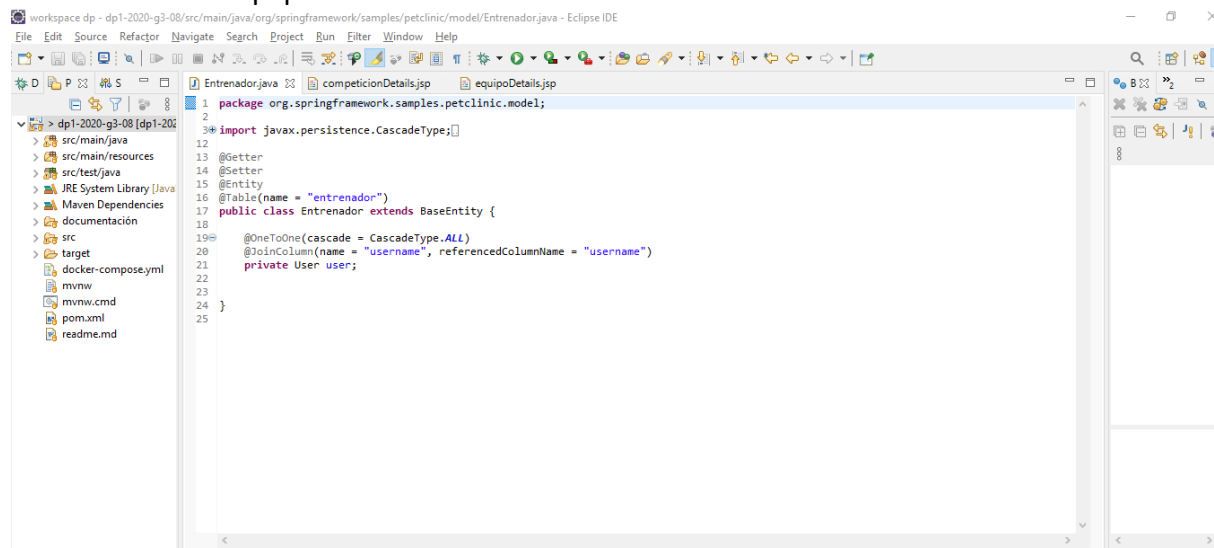 workspace dp - dp1-2020-g3-08/src/main/java/org/springframework/samples/petclinic/model/Entrenador.java - Eclipse IDE
File Edit Source Refactor Navigate Search Project Run Filter Window Help
D P S
Entrenador.java competicionDetails.jsp equipoDetails.jsp
B 2
> dp1-2020-g3-08 [dp1-202
src/main/java
src/main/resources
src/test/java
JRE System Library [Java
Maven Dependencies
documentación
src
target
docker-compose.yml
mvnw
mvnw.cmd
pom.xml
readme.md
1 package org.springframework.samples.petclinic.model;
2
3 import javax.persistence.CascadeType;
12
13 @Getter
14 @Setter
15 @Entity
16 @Table(name = "entrenador")
17 public class Entrenador extends BaseEntity {
18
19 @OneToOne(cascade = CascadeType.ALL)
20 @JoinColumn(name = "username", referencedColumnName = "username")
21 private User user;
22
23
24 }
25